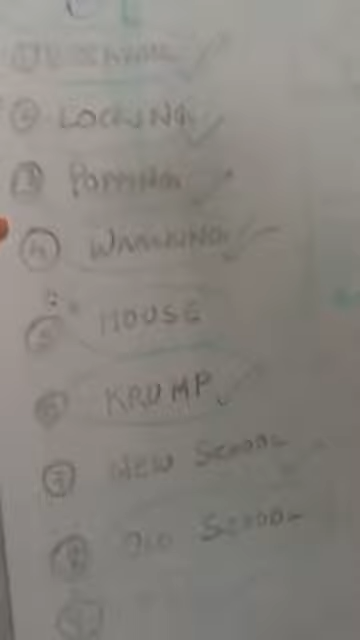 ② LOCKING
③ POPPING
④ WAACKING
⑤ HOUSE
⑥ KRUMP
⑦ NEW SCHOOL
⑧ OLD SCHOOL